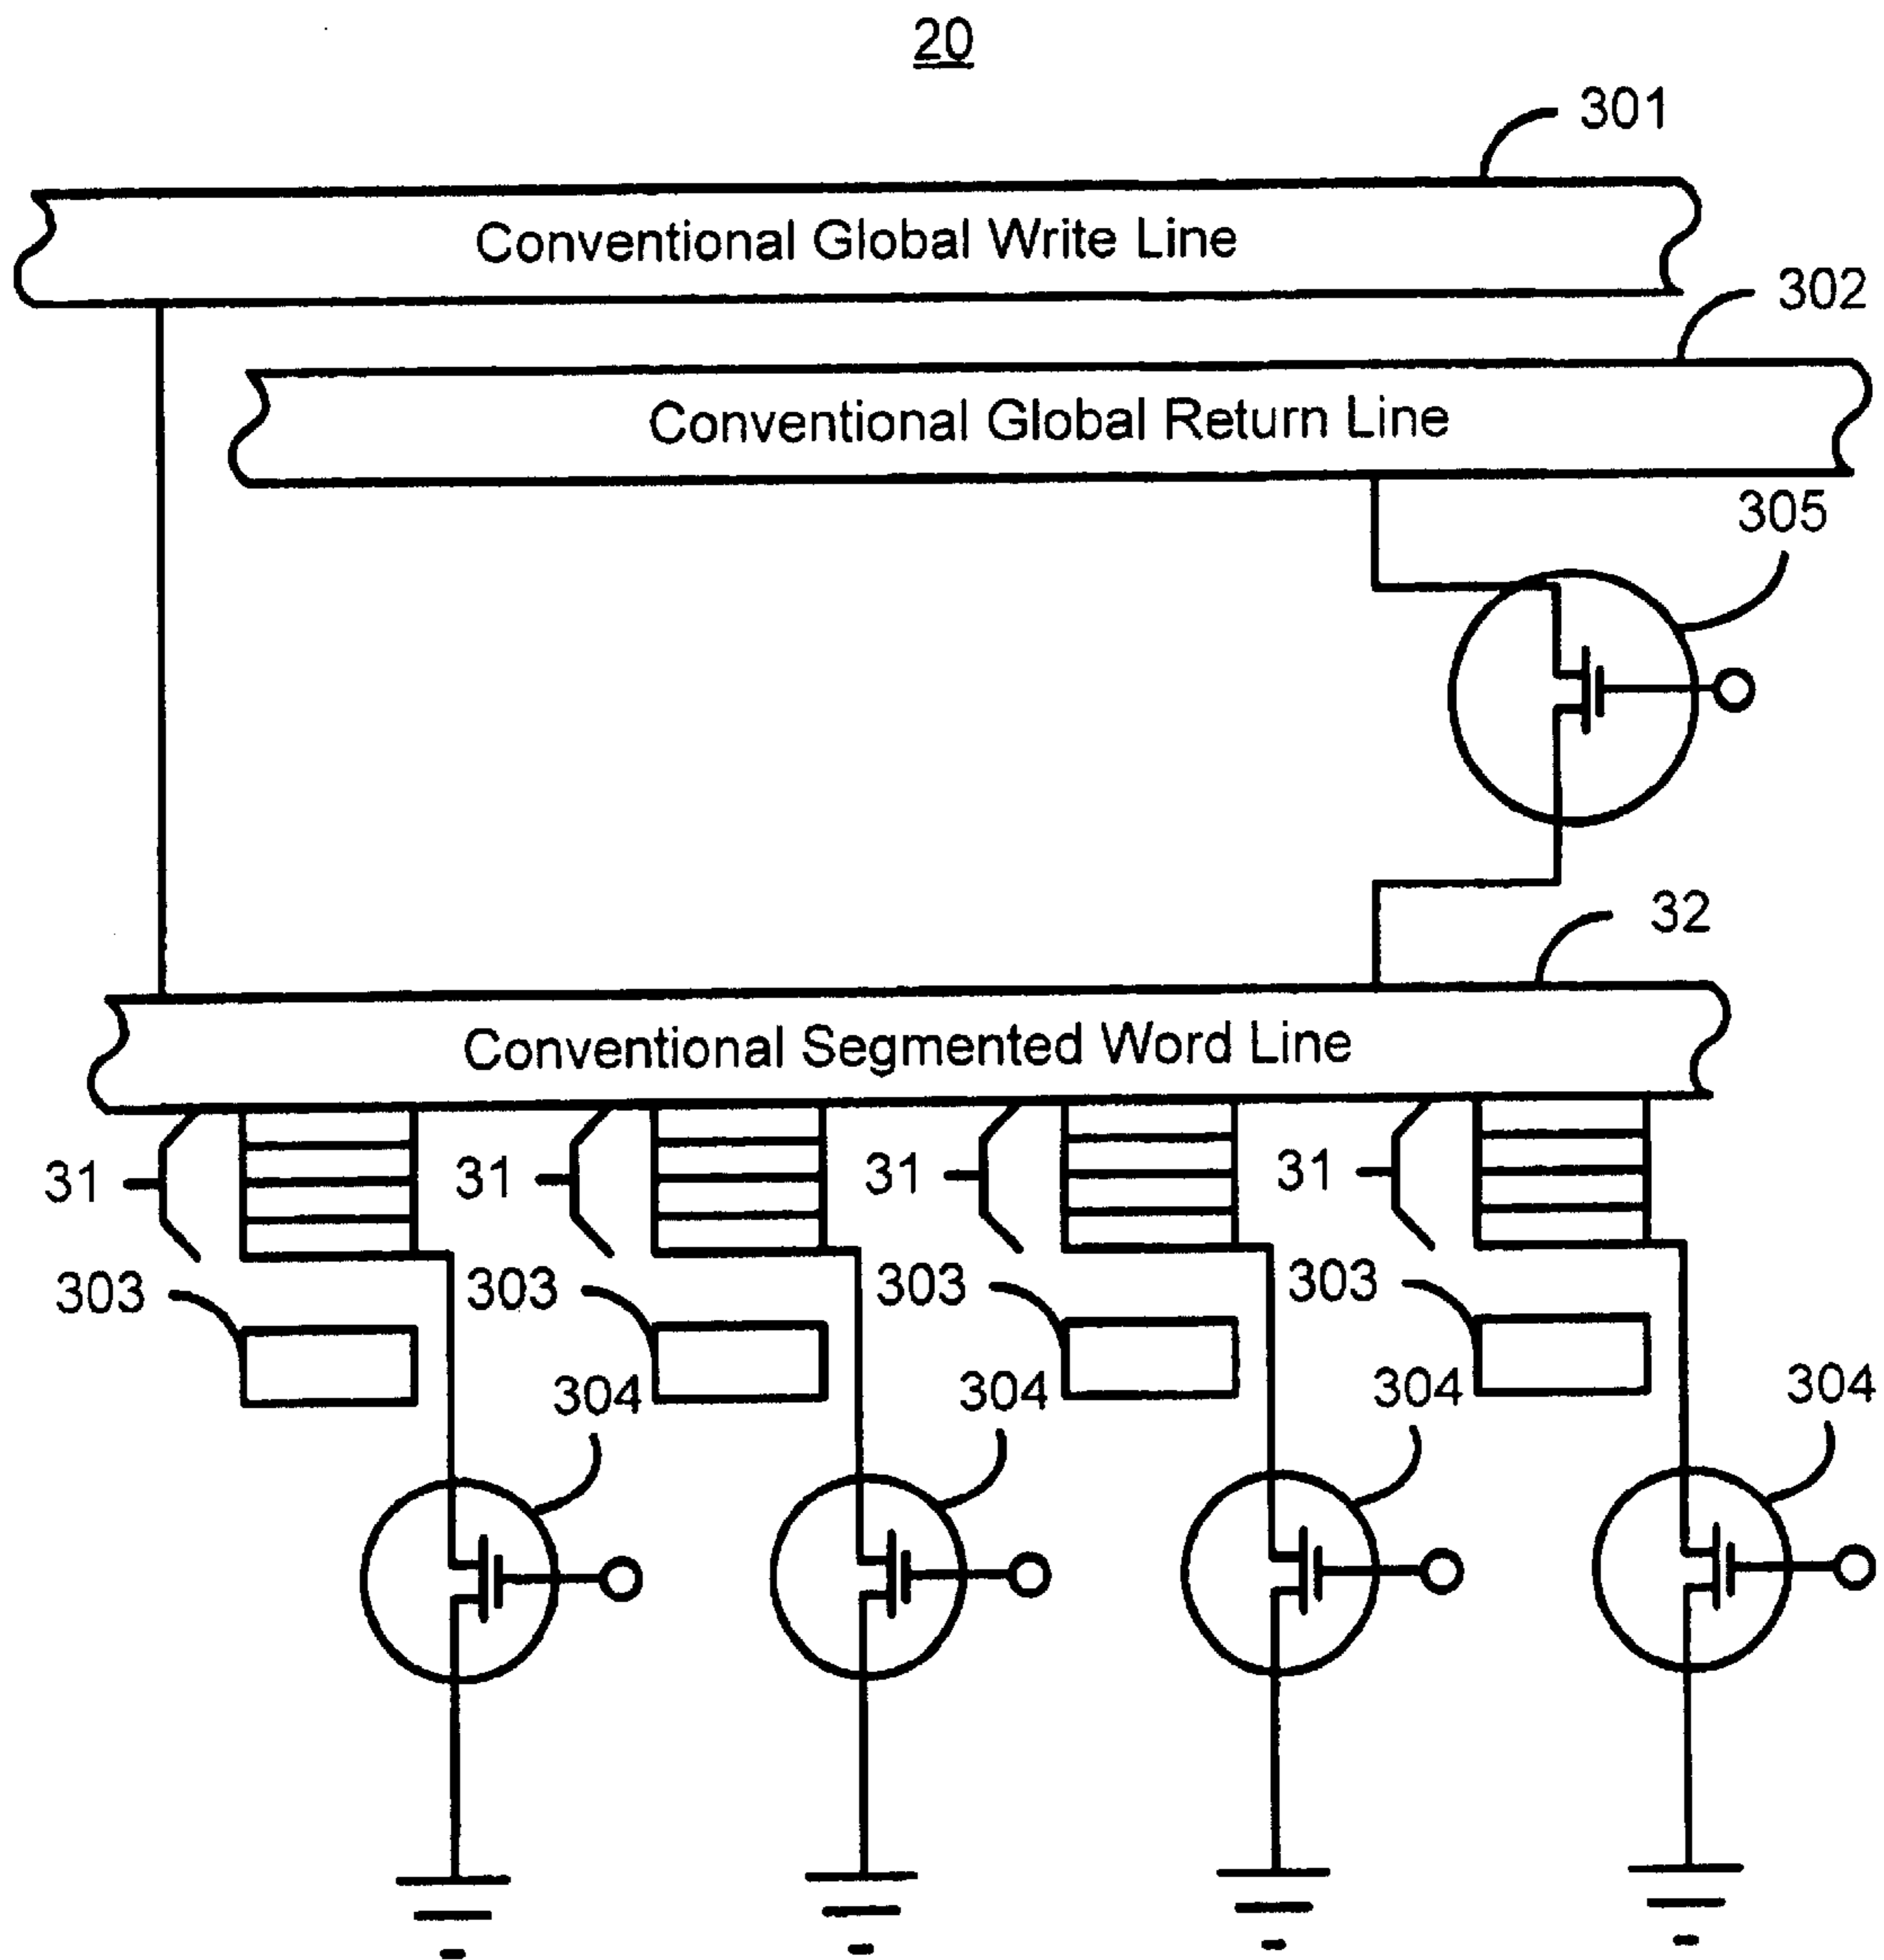 20
301
Conventional Global Write Line
302
Conventional Global Return Line
305
32
Conventional Segmented Word Line
31 31 31 31
303 303 303 303
304 304 304 304